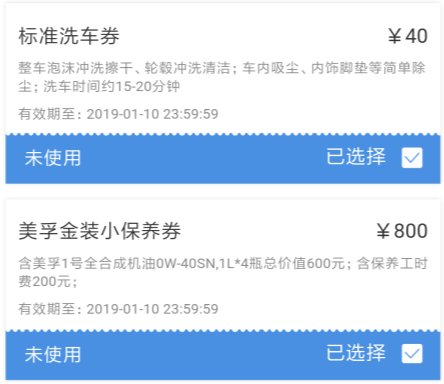 标准洗车券 ￥40
整车泡沫冲洗擦干、轮毂冲洗清洁；车内吸尘、内饰脚垫等简单除
尘；洗车时间约15-20分钟
有效期至：2019-01-10 23:59:59
未使用 已选择
美孚金装小保养券 ￥800
含美孚1号全合成机油0W-40SN,1L*4瓶总价值600元；含保养工时
费200元；
有效期至：2019-01-10 23:59:59
未使用 已选择